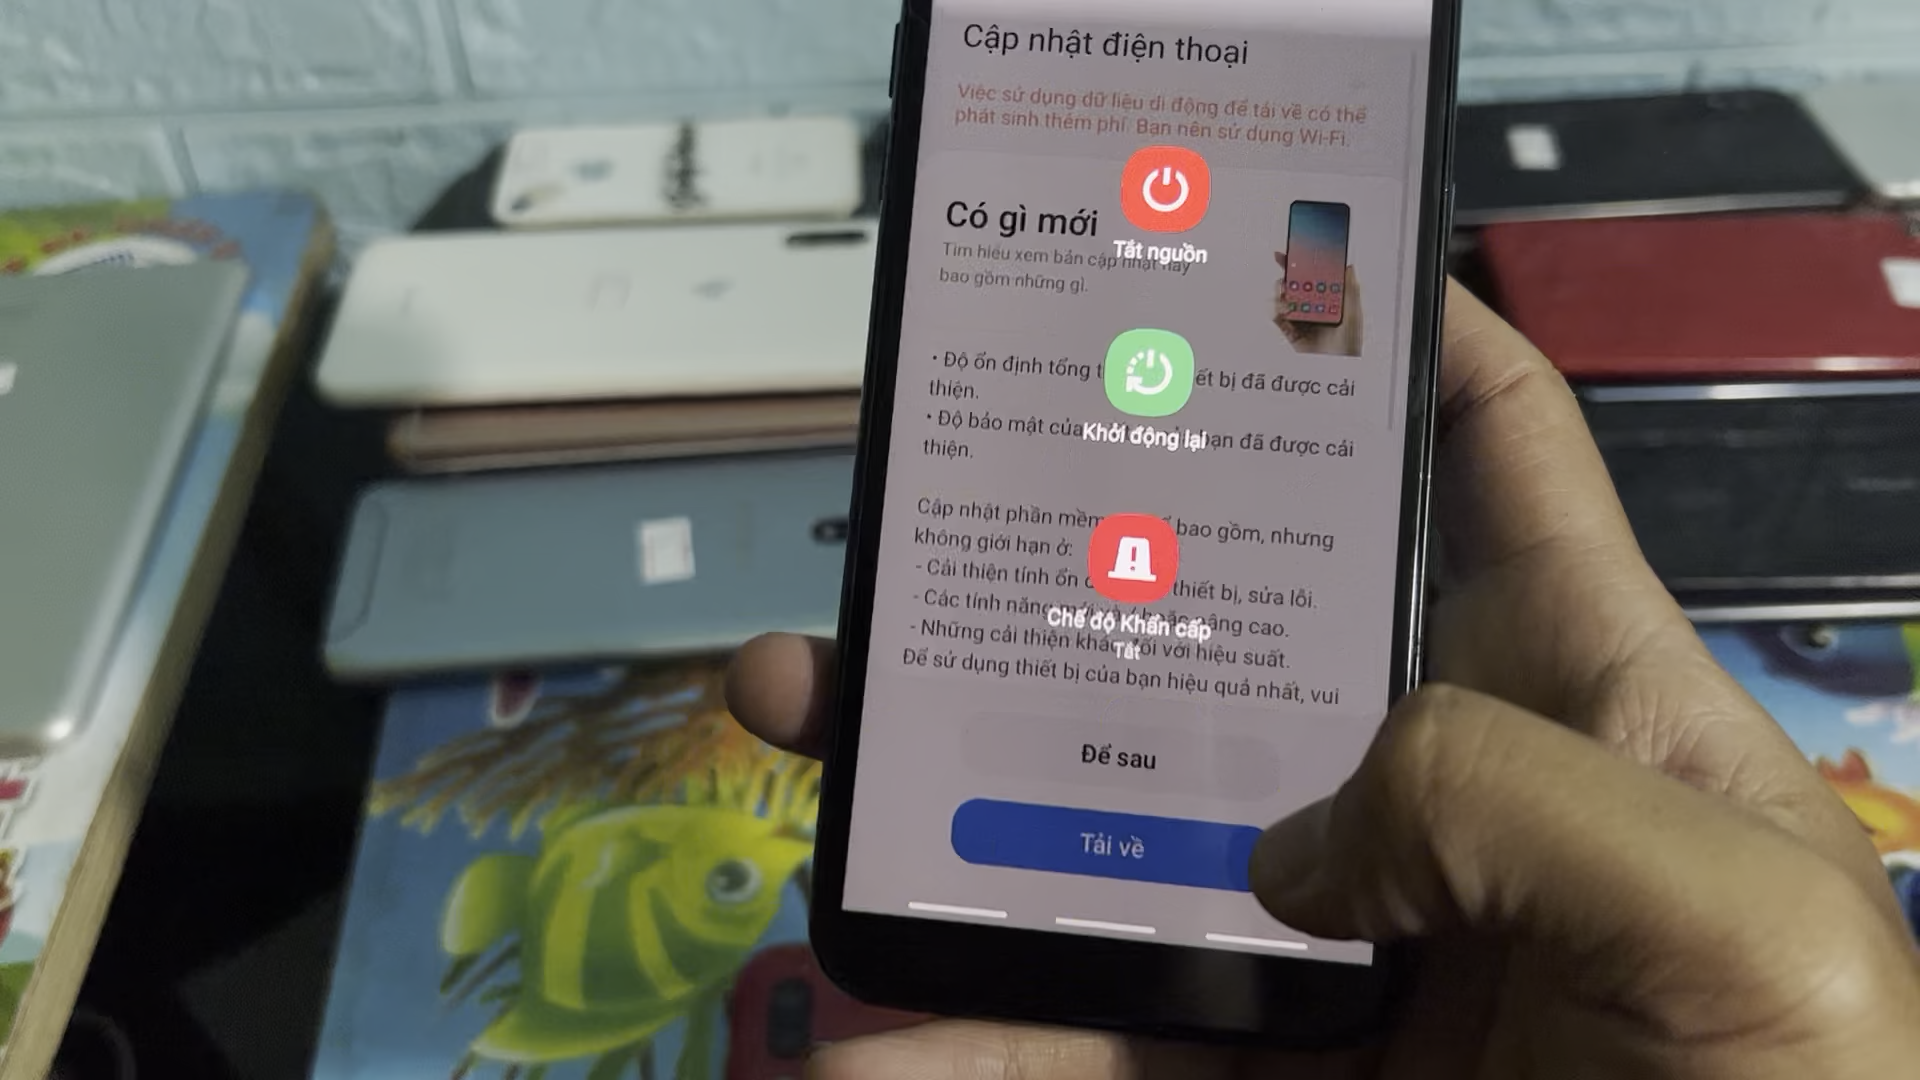 Cập nhật điện thoại
Việc sử dụng dữ liệu di động để tải về có thể
phát sinh thêm phí. Bạn nên sử dụng Wi-Fi.
Có gì mới
Tìm hiểu xem bản cập nhật này
bao gồm những gì.
Tắt nguồn
• Độ ổn định tổng t
ết bị đã được cải
thiện.
• Độ bảo mật của
bạn đã được cải
thiện.
Khởi động lại
Cập nhật phần mềm
bao gồm, nhưng
không giới hạn ở:
- Cải thiện tính ổn
thiết bị, sửa lỗi.
- Các tính năng mới và / hoặc nâng cao.
- Những cải thiện khác đối với hiệu suất.
Để sử dụng thiết bị của bạn hiệu quả nhất, vui
Chế độ Khẩn cấp
Tắt
Để sau
Tải về